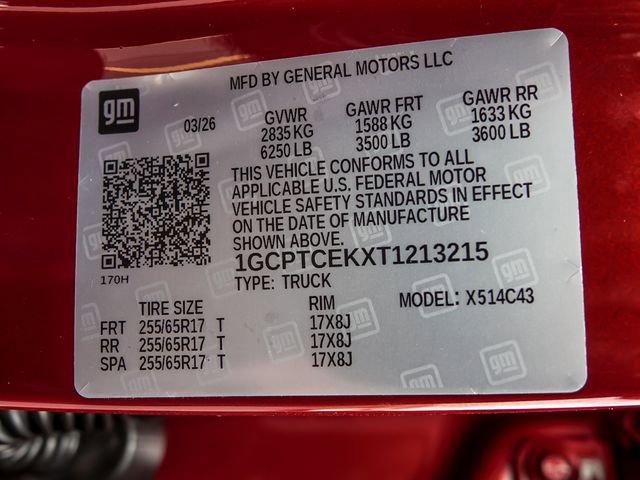 MFD BY GENERAL MOTORS LLC
gm
03/26
GVWR GAWR FRT GAWR RR
2835 KG 1588 KG 1633 KG
6250 LB 3500 LB 3600 LB
THIS VEHICLE CONFORMS TO ALL
APPLICABLE U.S. FEDERAL MOTOR
VEHICLE SAFETY STANDARDS IN EFFECT
ON THE DATE OF MANUFACTURE
SHOWN ABOVE.
170H
1GCPTCEKXT1213215
TYPE: TRUCK MODEL: X514C43
TIRE SIZE RIM
FRT 255/65R17 T 17X8J
RR 255/65R17 T 17X8J
SPA 255/65R17 T 17X8J